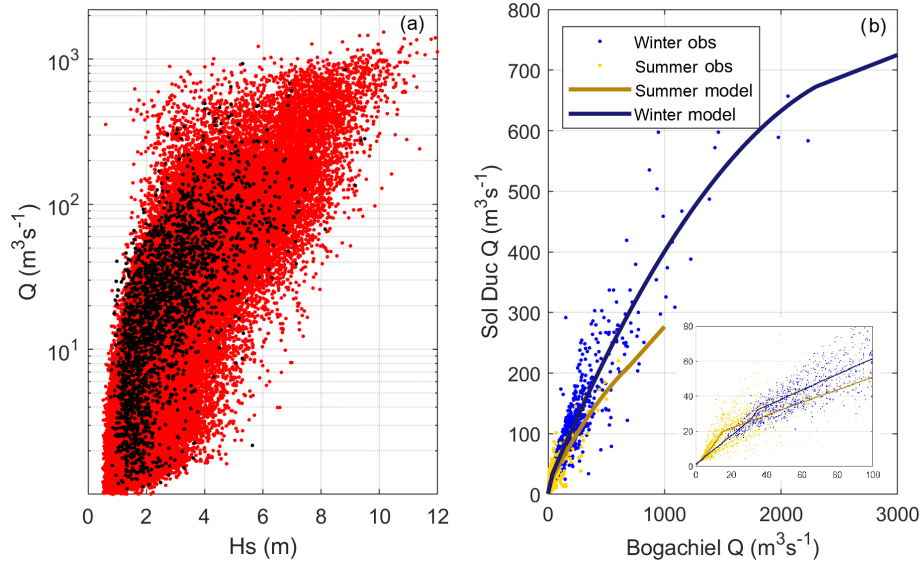 (a)
10³
10²
10¹
Q (m³s⁻¹)
0 2 4 6 8 10 12
Hs (m)
(b)
Winter obs
Summer obs
Summer model
Winter model
800
700
600
500
400
300
200
100
0
Sol Duc Q (m³s⁻¹)
80
60
40
20
0
0 20 40 60 80 100
0 1000 2000 3000
Bogachiel Q (m³s⁻¹)